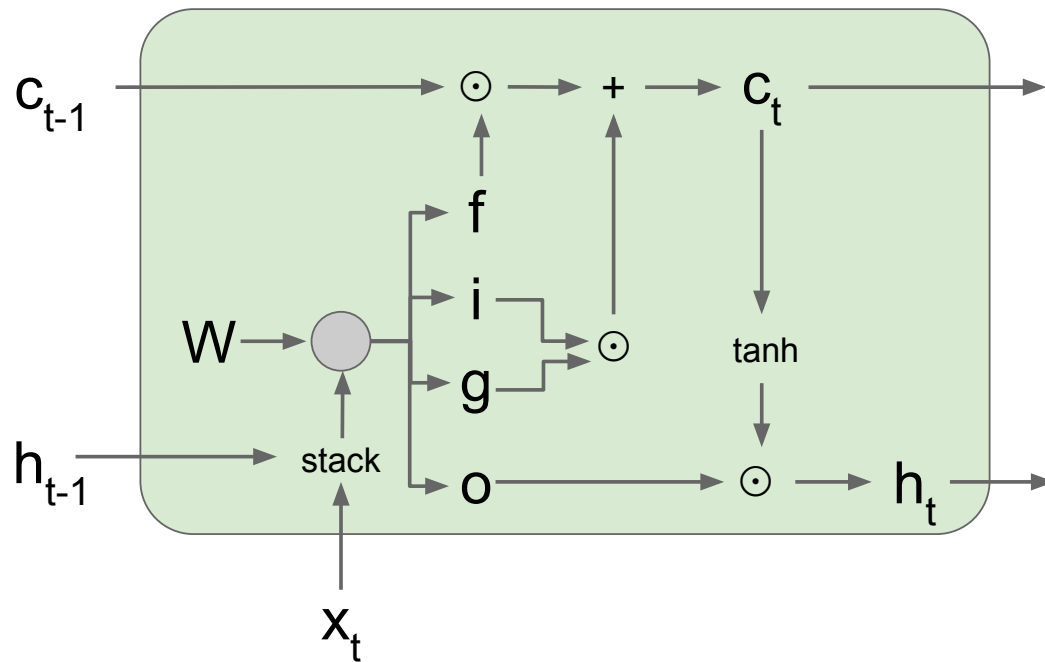 c_{t-1} ⊙ + c_t
f
i
W ⊙ tanh
g
h_{t-1} stack o ⊙ h_t
x_t